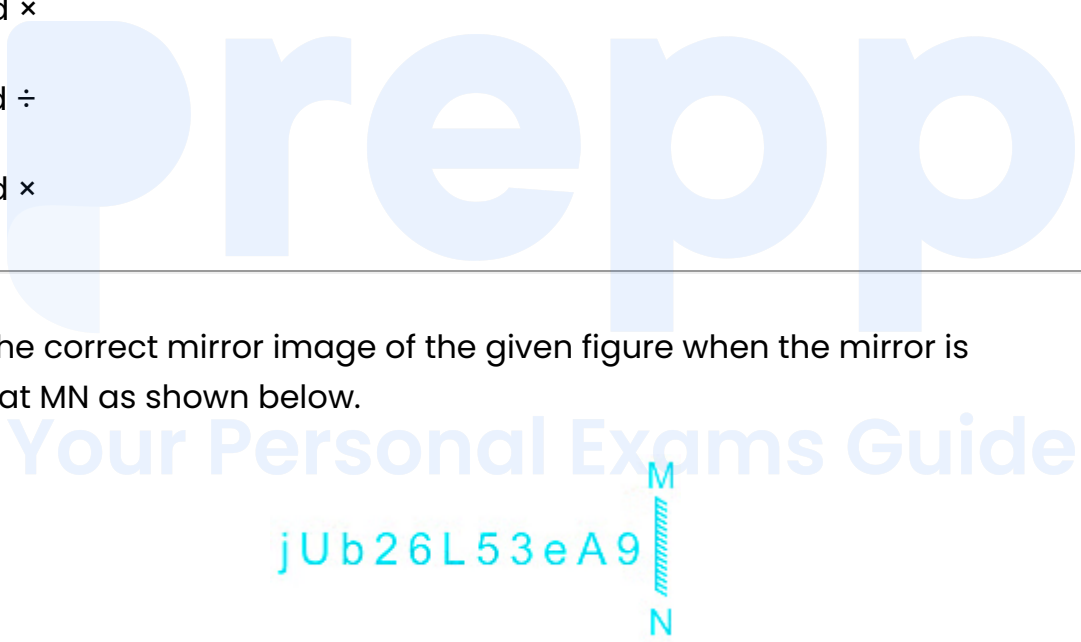 d ×
d ÷
d ×
Prepp
he correct mirror image of the given figure when the mirror is
at MN as shown below.
Your Personal Exams Guide
M
jUb26L53eA9
N